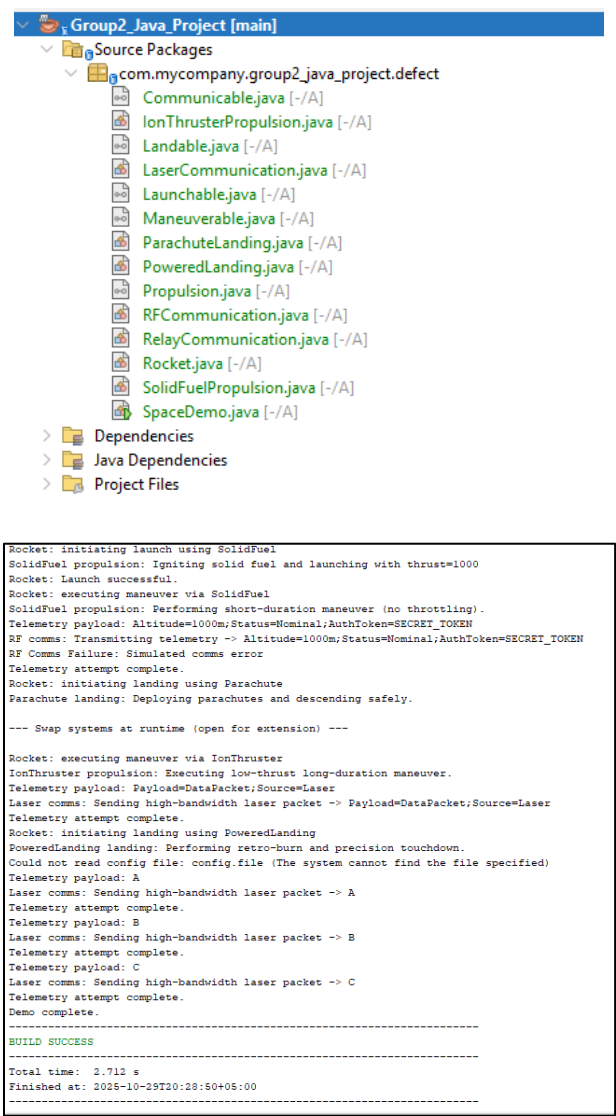 Group2_Java_Project [main]
Source Packages
com.mycompany.group2_java_project.defect
Communicable.java [-/A]
IonThrusterPropulsion.java [-/A]
Landable.java [-/A]
LaserCommunication.java [-/A]
Launchable.java [-/A]
Maneuverable.java [-/A]
ParachuteLanding.java [-/A]
PoweredLanding.java [-/A]
Propulsion.java [-/A]
RFCommunication.java [-/A]
RelayCommunication.java [-/A]
Rocket.java [-/A]
SolidFuelPropulsion.java [-/A]
SpaceDemo.java [-/A]
Dependencies
Java Dependencies
Project Files
Rocket: initiating launch using SolidFuel
SolidFuel propulsion: Igniting solid fuel and launching with thrust=1000
Rocket: Launch successful.
Rocket: executing maneuver via SolidFuel
SolidFuel propulsion: Performing short-duration maneuver (no throttling).
Telemetry payload: Altitude=1000m;Status=Nominal;AuthToken=SECRET_TOKEN
RF comms: Transmitting telemetry -> Altitude=1000m;Status=Nominal;AuthToken=SECRET_TOKEN
RF Comms Failure: Simulated comms error
Telemetry attempt complete.
Rocket: initiating landing using Parachute
Parachute landing: Deploying parachutes and descending safely.
--- Swap systems at runtime (open for extension) ---
Rocket: executing maneuver via IonThruster
IonThruster propulsion: Executing low-thrust long-duration maneuver.
Telemetry payload: Payload=DataPacket;Source=Laser
Laser comms: Sending high-bandwidth laser packet -> Payload=DataPacket;Source=Laser
Telemetry attempt complete.
Rocket: initiating landing using PoweredLanding
PoweredLanding landing: Performing retro-burn and precision touchdown.
Could not read config file: config.file (The system cannot find the file specified)
Telemetry payload: A
Laser comms: Sending high-bandwidth laser packet -> A
Telemetry attempt complete.
Telemetry payload: B
Laser comms: Sending high-bandwidth laser packet -> B
Telemetry attempt complete.
Telemetry payload: C
Laser comms: Sending high-bandwidth laser packet -> C
Telemetry attempt complete.
Demo complete.
------------------------------------------------------------------------
BUILD SUCCESS
------------------------------------------------------------------------
Total time:  2.712 s
Finished at: 2025-10-29T20:28:50+05:00
------------------------------------------------------------------------